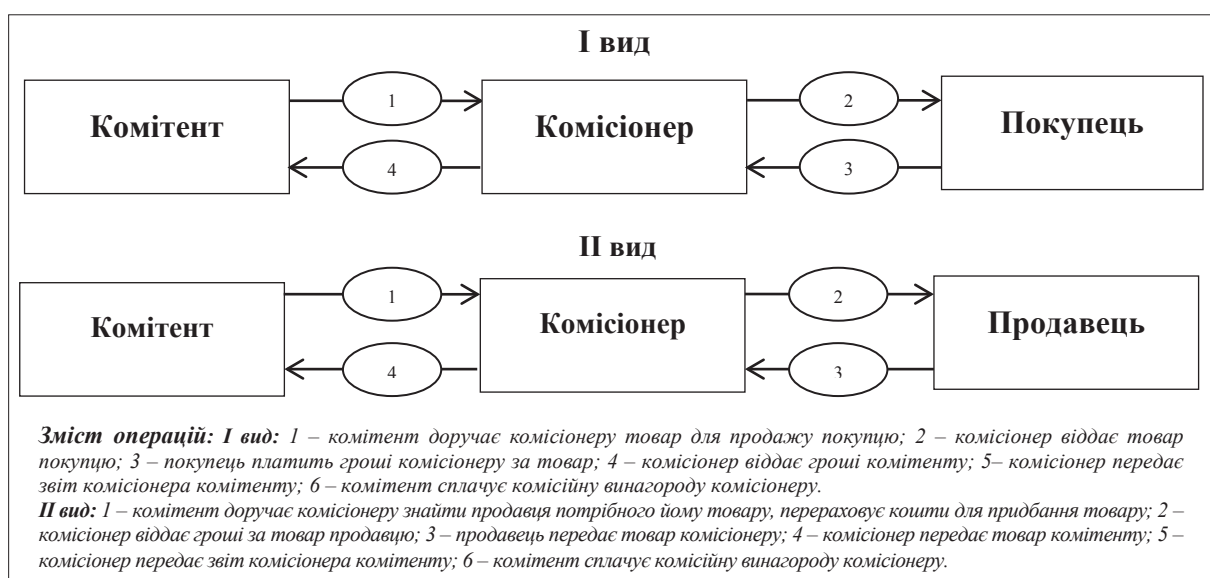 І вид
Комітент
1
4
Комісіонер
2
3
Покупець
ІІ вид
Комітент
1
4
Комісіонер
2
3
Продавець
Зміст операцій: І вид: 1 – комітент доручає комісіонеру товар для продажу покупцю; 2 – комісіонер віддає товар
покупцю; 3 – покупець платить гроші комісіонеру за товар; 4 – комісіонер віддає гроші комітенту; 5– комісіонер передає
звіт комісіонера комітенту; 6 – комітент сплачує комісійну винагороду комісіонеру.
ІІ вид: 1 – комітент доручає комісіонеру знайти продавця потрібного йому товару, перераховує кошти для придбання товару; 2 –
комісіонер віддає гроші за товар продавцю; 3 – продавець передає товар комісіонеру; 4 – комісіонер передає товар комітенту; 5 –
комісіонер передає звіт комісіонера комітенту; 6 – комітент сплачує комісійну винагороду комісіонеру.